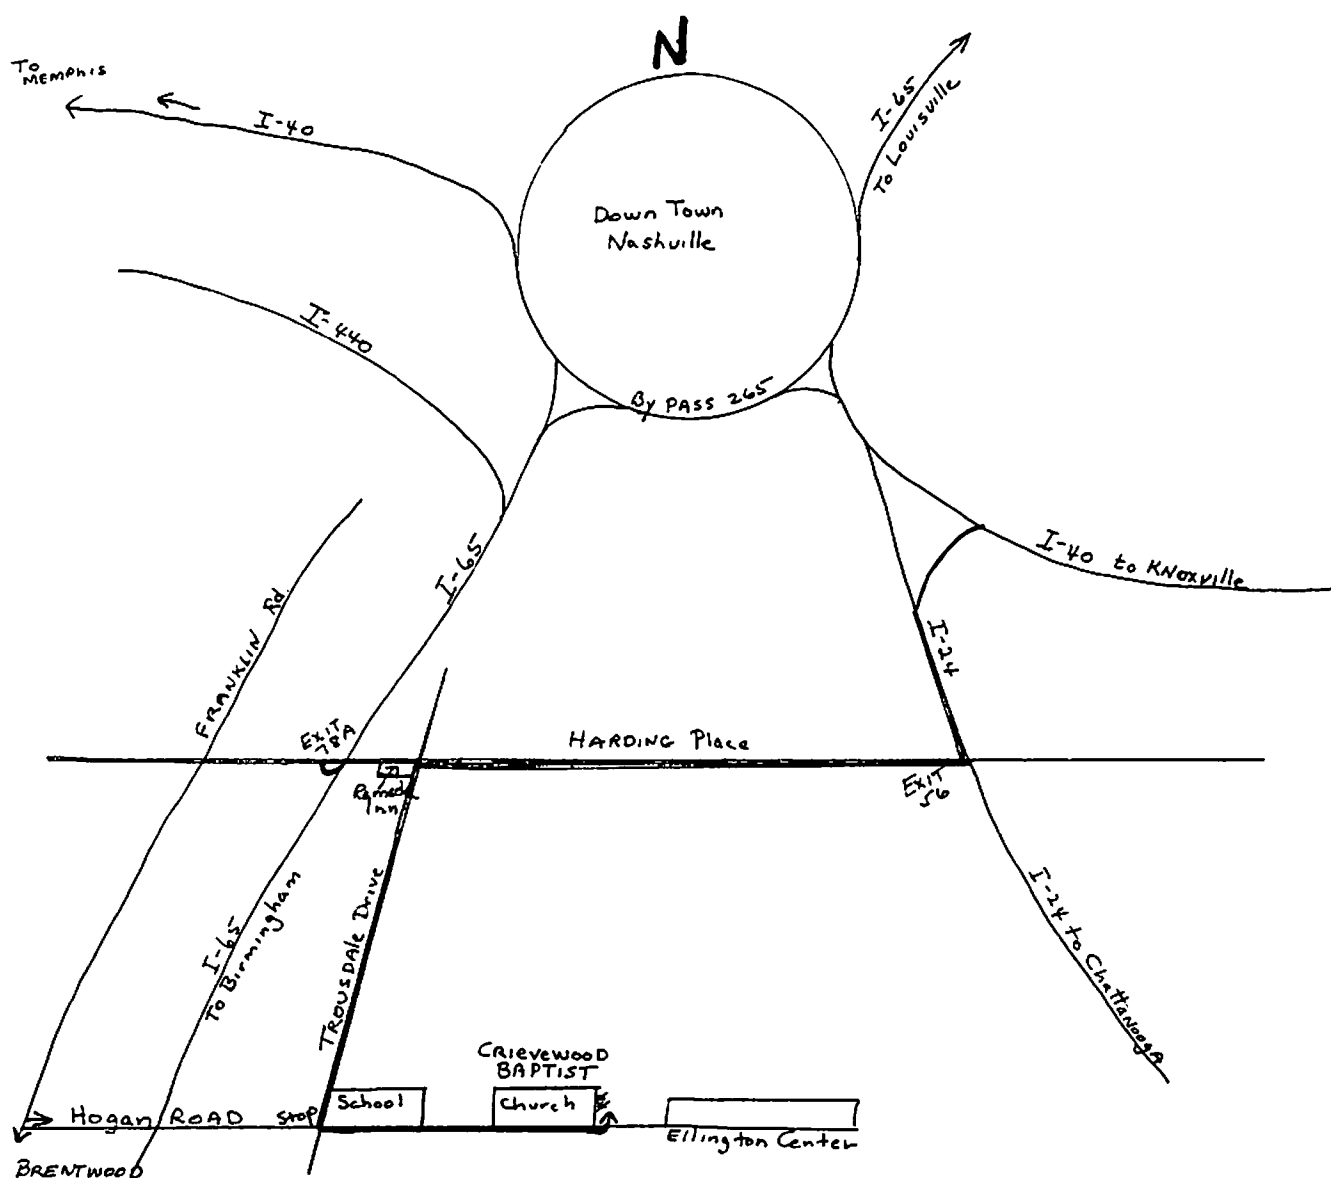 N
To
MEMPHIS
I-40
I-65
To Louisville
Down Town
Nashville
I-440
By PASS 265
I-65
I-40 to KNoxville
FRANKLIN Rd.
I-24
EXIT
78A
HARDING Place
Ramada
Inn
EXIT
56
I-65
To Birmingham
TROUSDAle Drive
I-24 to ChattaNoogA
CRIevewooD
BAPTIST
School
Church
Hogan ROAD
Stop
Ellington Center
BRENTWOOD